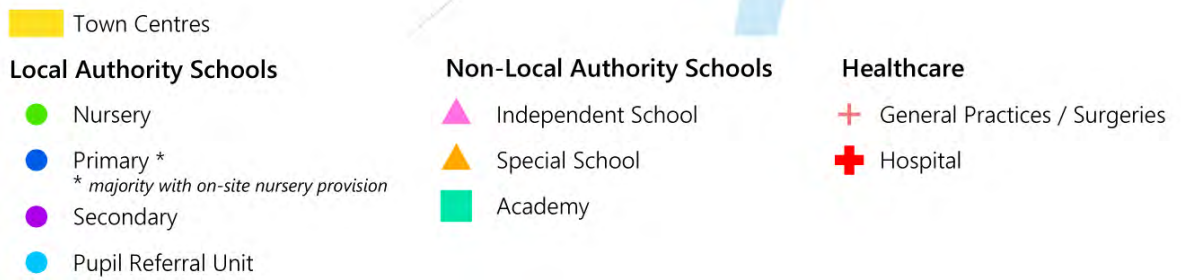 Town Centres
Local Authority Schools
Nursery
Primary *
* majority with on-site nursery provision
Secondary
Pupil Referral Unit
Non-Local Authority Schools
Independent School
Special School
Academy
Healthcare
General Practices / Surgeries
Hospital